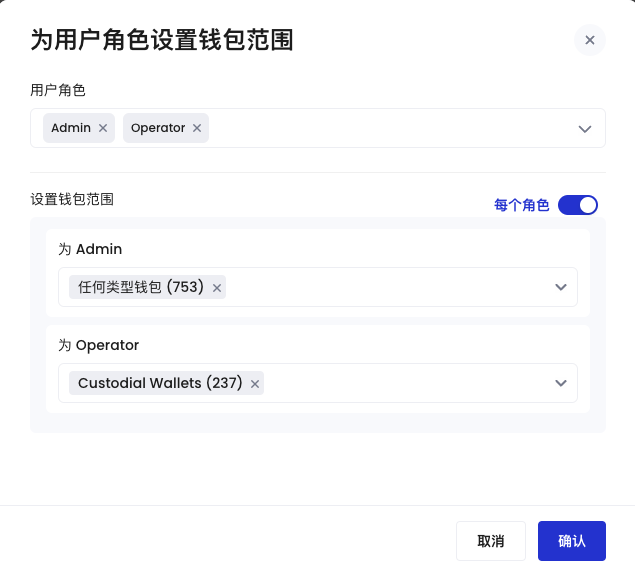 为用户角色设置钱包范围
用户角色
Admin
Operator
设置钱包范围
每个角色
为 Admin
任何类型钱包 (753)
为 Operator
Custodial Wallets (237)
取消
确认